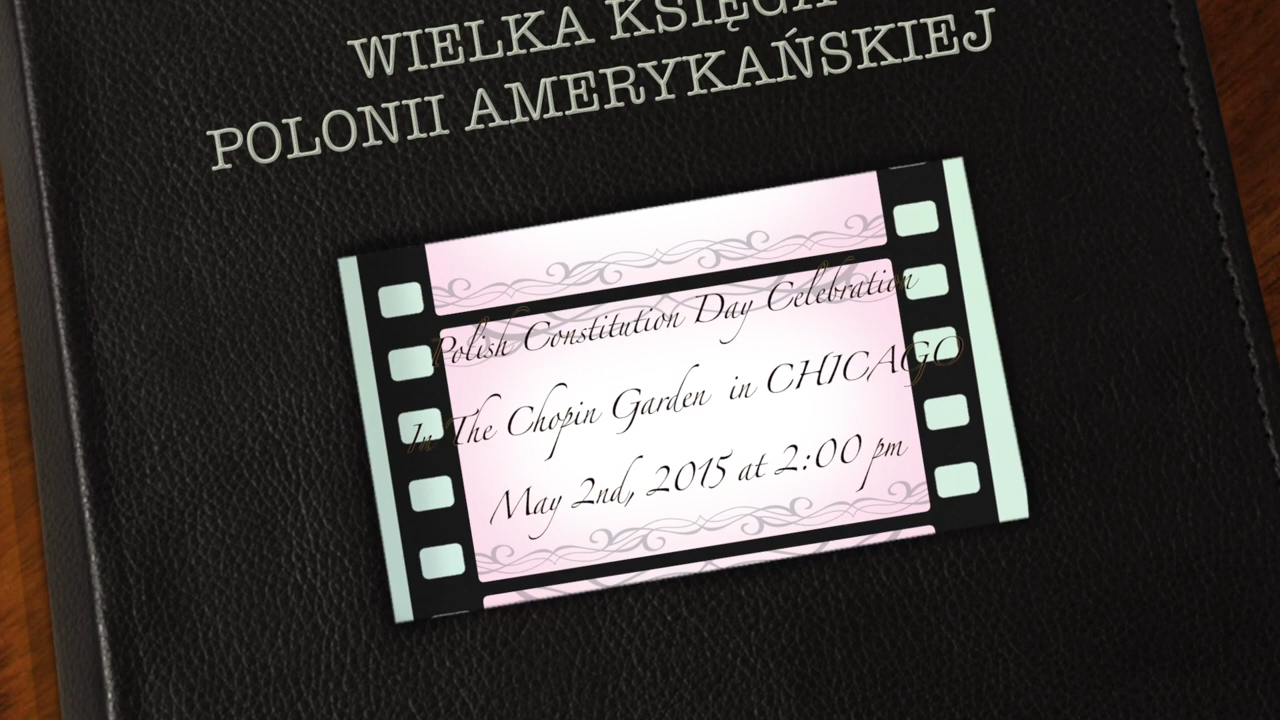 WIELKA KSIĘGA
POLONII AMERYKAŃSKIEJ
Polish Constitution Day Celebration
In The Chopin Garden in CHICAGO
May 2nd, 2015 at 2:00 pm